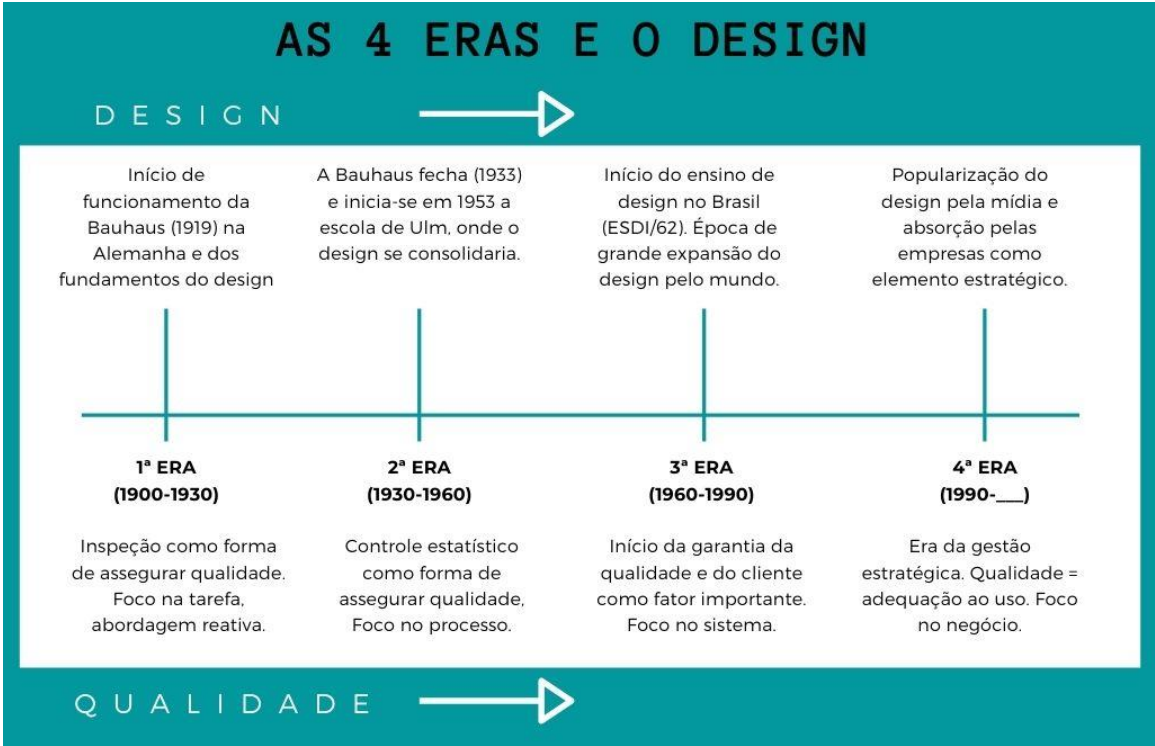 AS 4 ERAS E O DESIGN
DESIGN
Início de
funcionamento da
Bauhaus (1919) na
Alemanha e dos
fundamentos do design
A Bauhaus fecha (1933)
e inicia-se em 1953 a
escola de Ulm, onde o
design se consolidaria.
Início do ensino de
design no Brasil
(ESDI/62). Época de
grande expansão do
design pelo mundo.
Popularização do
design pela mídia e
absorção pelas
empresas como
elemento estratégico.
1ª ERA
(1900-1930)
2ª ERA
(1930-1960)
3ª ERA
(1960-1990)
4ª ERA
(1990-___)
Inspeção como forma
de assegurar qualidade.
Foco na tarefa,
abordagem reativa.
Controle estatístico
como forma de
assegurar qualidade,
Foco no processo.
Início da garantia da
qualidade e do cliente
como fator importante.
Foco no sistema.
Era da gestão
estratégica. Qualidade =
adequação ao uso. Foco
no negócio.
QUALIDADE